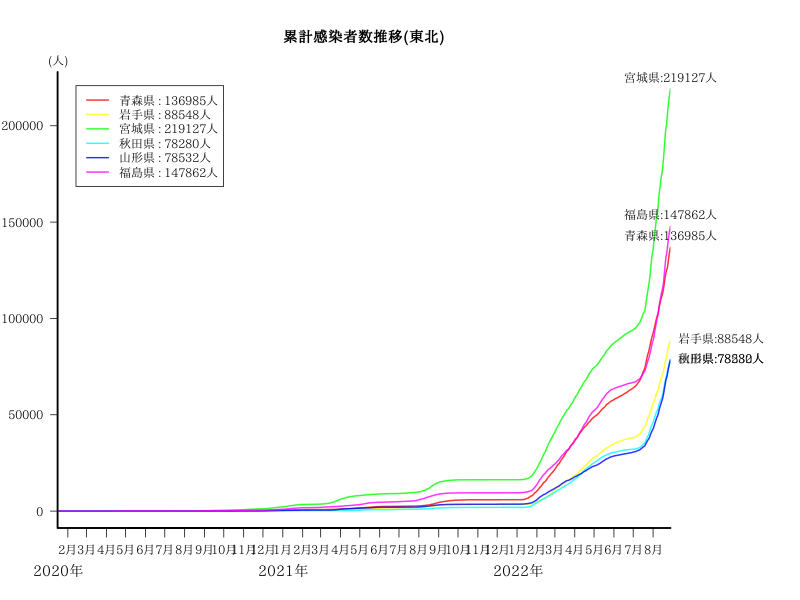 累計感染者数推移(東北)
(人)
青森県 : 136985人
岩手県 : 88548人
宮城県 : 219127人
秋田県 : 78280人
山形県 : 78532人
福島県 : 147862人
宮城県:219127人
福島県:147862人
青森県:136985人
岩手県:88548人
200000
150000
100000
50000
0
2月 3月 4月 5月 6月 7月 8月 9月 10月 11月 12月 1月 2月 3月 4月 5月 6月 7月 8月 9月 10月 11月 12月 1月 2月 3月 4月 5月 6月 7月 8月
2020年 2021年 2022年